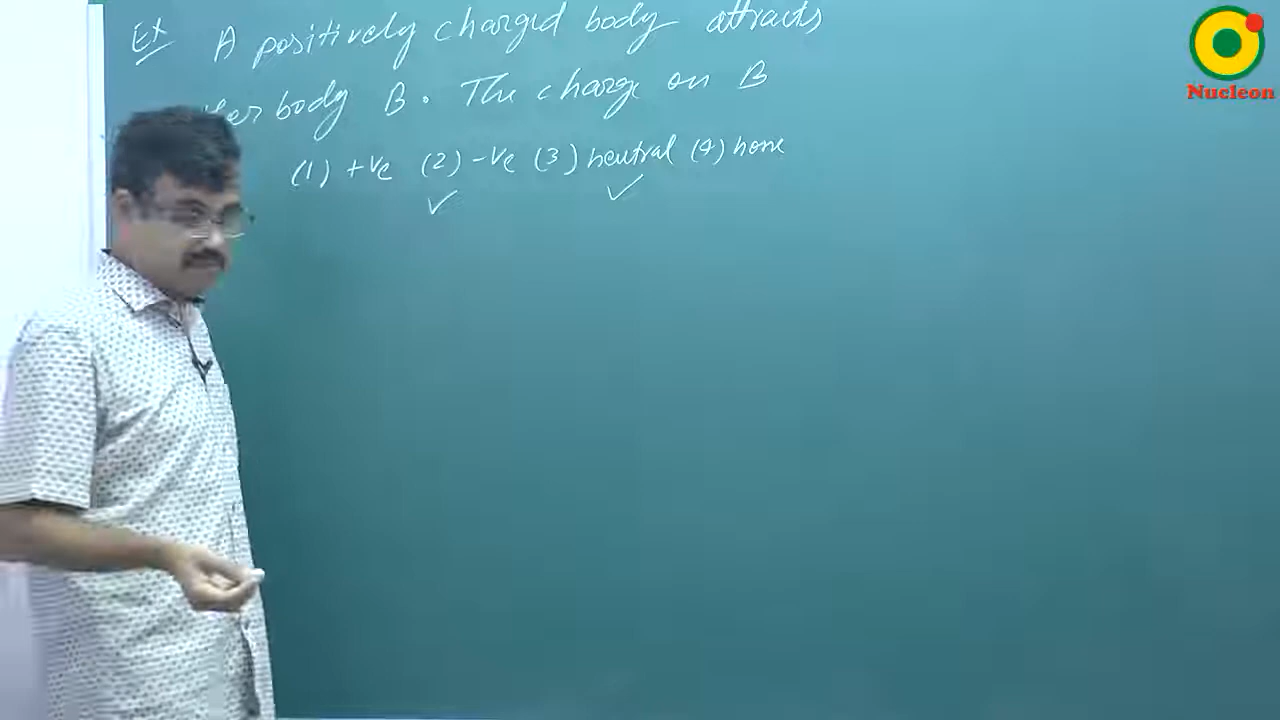 Ex A positively charged body attracts
body B. The charge on B
(1) +ve (2) -ve (3) neutral (4) none
Nucleon